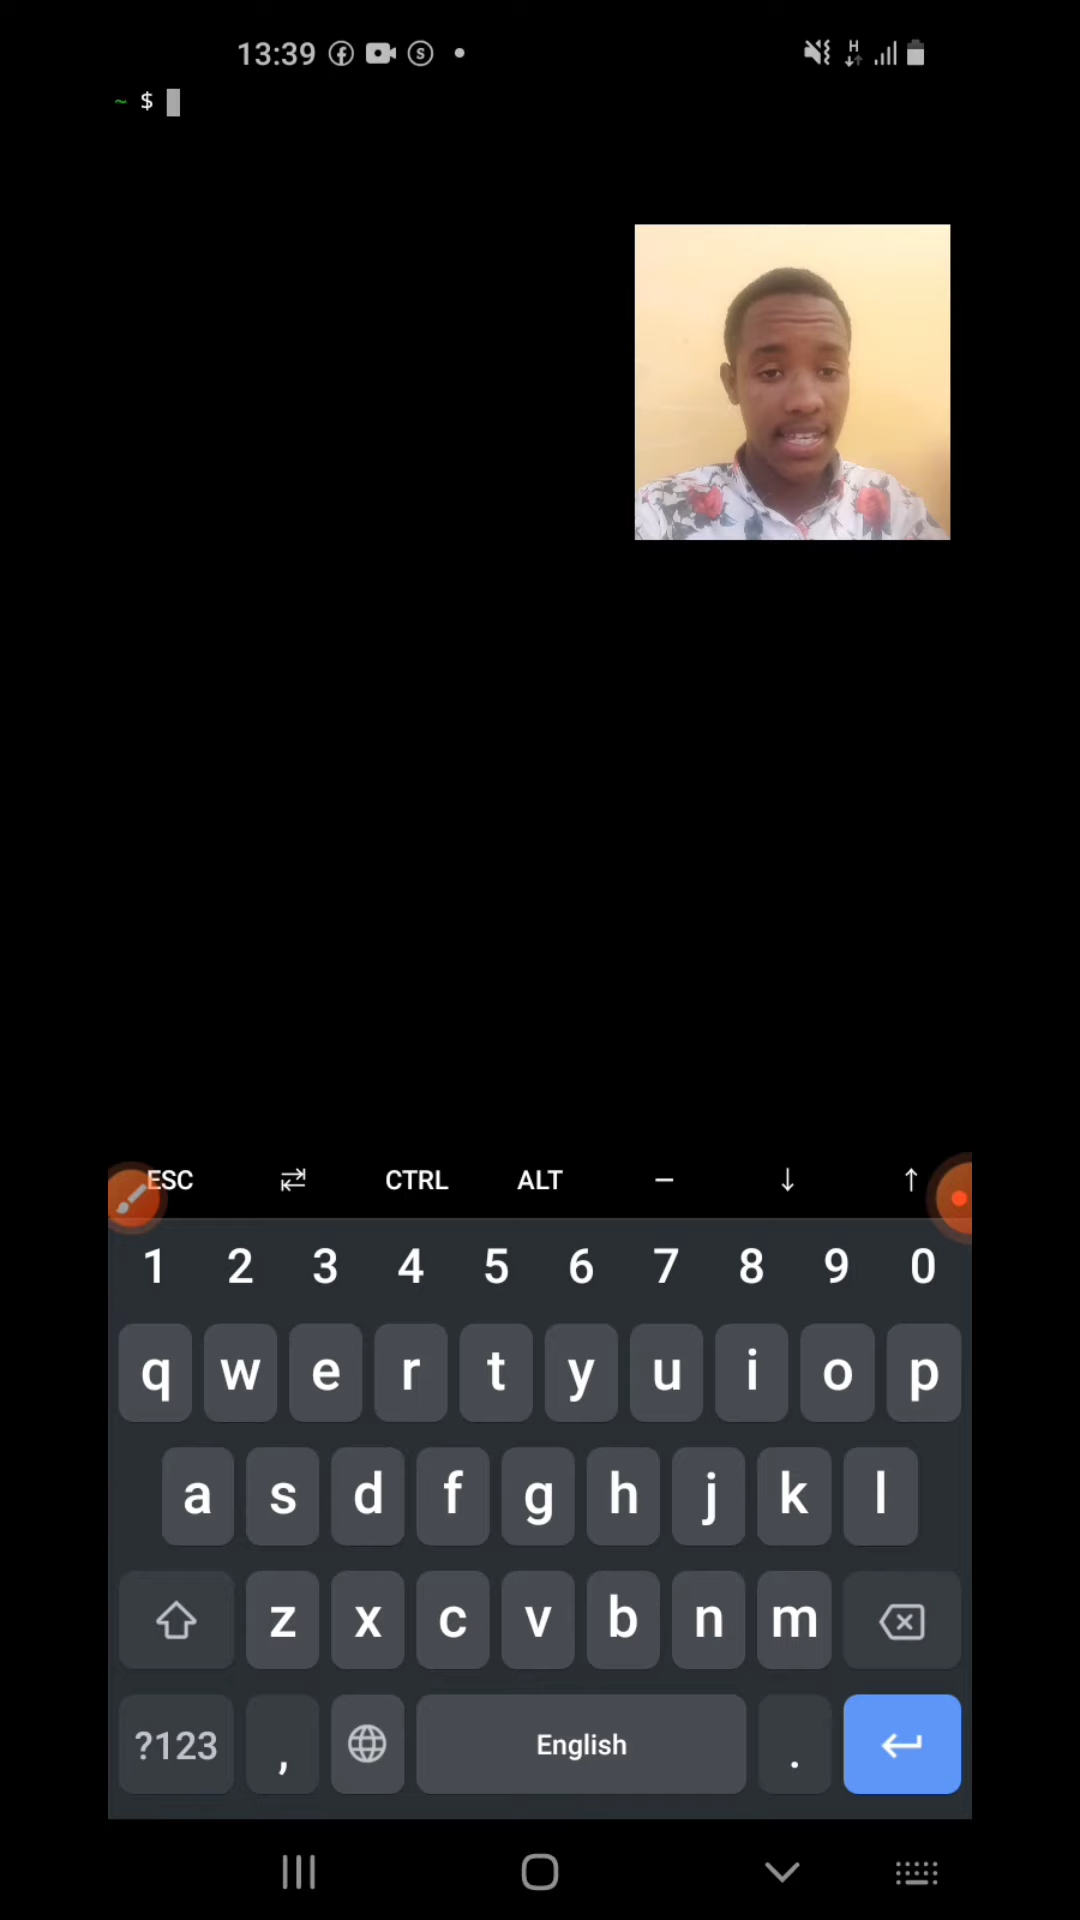 13:39
~ $
ESC ⇄ CTRL ALT – ↓ ↑
1 2 3 4 5 6 7 8 9 0
q w e r t y u i o p
a s d f g h j k l
z x c v b n m
?123 , English .